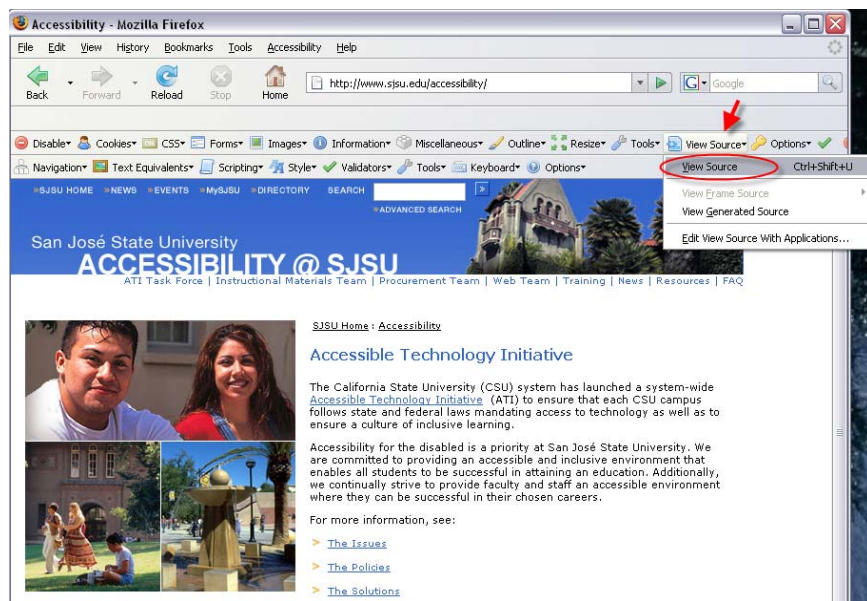 Accessibility - Mozilla Firefox
File Edit View History Bookmarks Tools Accessibility Help
Back Forward Reload Stop Home http://www.sjsu.edu/accessibility/ G Google
Disable Cookies CSS Forms Images Information Miscellaneous Outline Resize Tools View Source Options
Navigation Text Equivalents Scripting Style Validators Tools Keyboard Options
View Source Ctrl+Shift+U
View Frame Source
View Generated Source
Edit View Source With Applications...
»SJSU HOME »NEWS »EVENTS »MySJSU »DIRECTORY SEARCH »
»ADVANCED SEARCH
San José State University
ACCESSIBILITY @ SJSU
ATI Task Force | Instructional Materials Team | Procurement Team | Web Team | Training | News | Resources | FAQ
SJSU Home : Accessibility
Accessible Technology Initiative
The California State University (CSU) system has launched a system-wide
Accessible Technology Initiative (ATI) to ensure that each CSU campus
follows state and federal laws mandating access to technology as well as to
ensure a culture of inclusive learning.
Accessibility for the disabled is a priority at San José State University. We
are committed to providing an accessible and inclusive environment that
enables all students to be successful in attaining an education. Additionally,
we continually strive to provide faculty and staff an accessible environment
where they can be successful in their chosen careers.
For more information, see:
> The Issues
> The Policies
> The Solutions